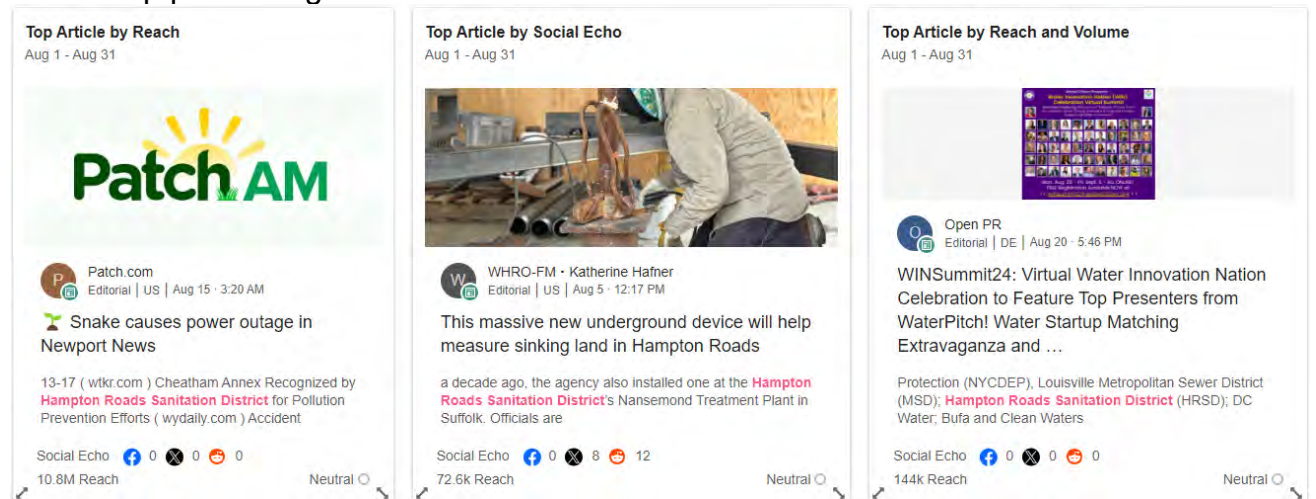 Top Article by Reach
Aug 1 - Aug 31
Patch AM
P
Patch.com
Editorial | US | Aug 15 · 3:20 AM
Snake causes power outage in
Newport News
13-17 ( wtkr.com ) Cheatham Annex Recognized by
Hampton Roads Sanitation District for Pollution
Prevention Efforts ( wydaily.com ) Accident
Social Echo 0 0 0
10.8M Reach Neutral
Top Article by Social Echo
Aug 1 - Aug 31
W
WHRO-FM • Katherine Hafner
Editorial | US | Aug 5 · 12:17 PM
This massive new underground device will help
measure sinking land in Hampton Roads
a decade ago, the agency also installed one at the Hampton
Roads Sanitation District's Nansemond Treatment Plant in
Suffolk. Officials are
Social Echo 0 8 12
72.6k Reach Neutral
Top Article by Reach and Volume
Aug 1 - Aug 31
O
Open PR
Editorial | DE | Aug 20 · 5:46 PM
WINSummit24: Virtual Water Innovation Nation
Celebration to Feature Top Presenters from
WaterPitch! Water Startup Matching
Extravaganza and …
Protection (NYCDEP), Louisville Metropolitan Sewer District
(MSD); Hampton Roads Sanitation District (HRSD); DC
Water; Bufa and Clean Waters
Social Echo 0 0 0
144k Reach Neutral